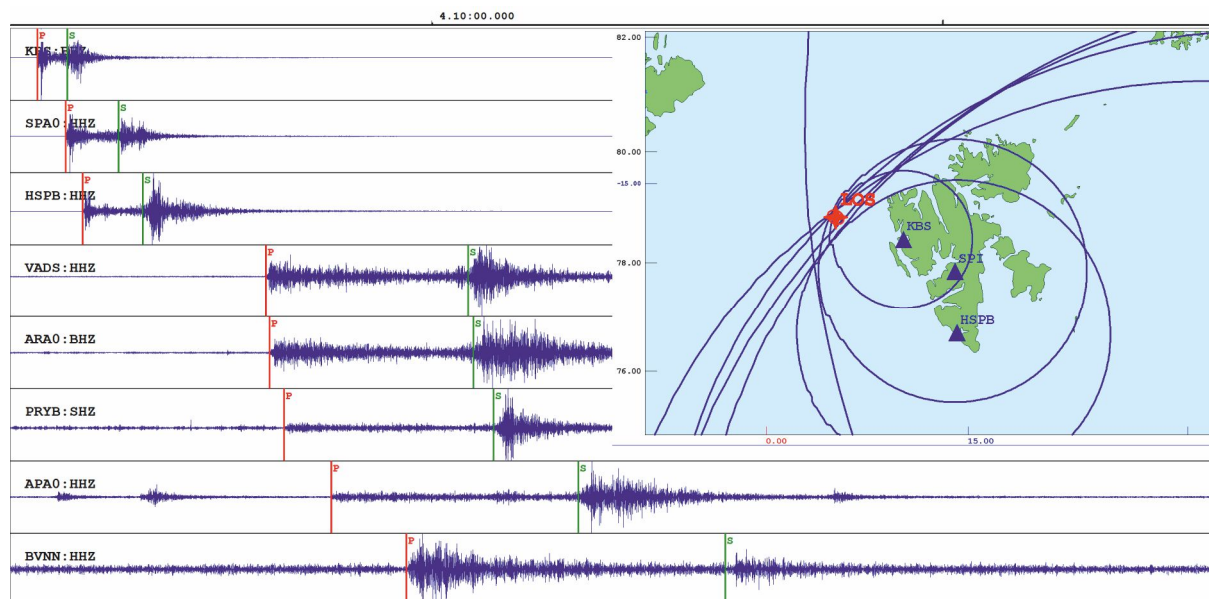 4.10:00.000
P S
KBS:HHZ
P S
SPA0:HHZ
P S
HSPB:HHZ
P S
VADS:HHZ
P S
ARA0:BHZ
P S
PRYB:SHZ
P S
APA0:HHZ
P S
BVNN:HHZ
82.00
80.00
-15.00
LOS
KBS
78.00
SPI
HSPB
76.00
0.00 15.00